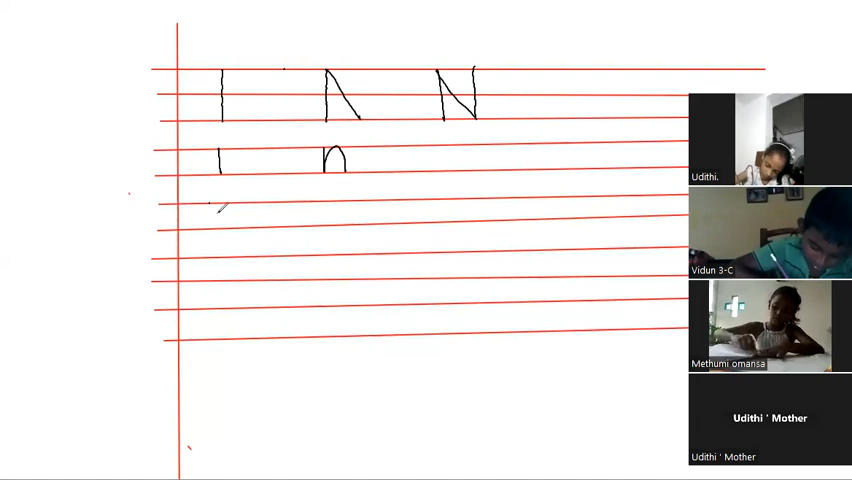 I Λ N
ı n
Udithi.
Vidun 3-C
Methumi omansa
Udithi ' Mother
Udithi ' Mother